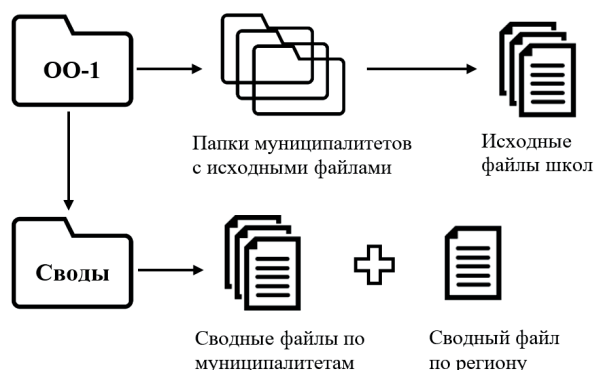 ОО-1
Папки муниципалитетов
с исходными файлами
Исходные
файлы школ
Своды
Сводные файлы по
муниципалитетам
Сводный файл
по региону